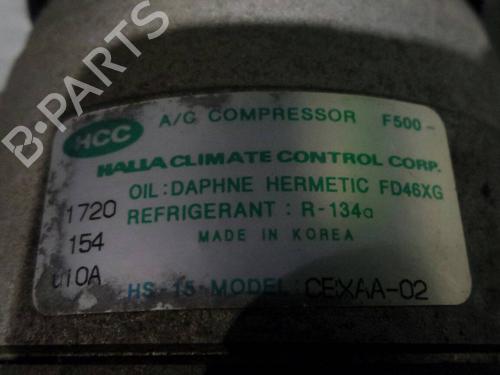 HCC A/C COMPRESSOR F500-
HALLA CLIMATE CONTROL CORP.
OIL:DAPHNE HERMETIC FD46XG
1720 REFRIGERANT: R-134a
154 MADE IN KOREA
U10A HS-15 MODEL:CEXAA-02
B-PARTS